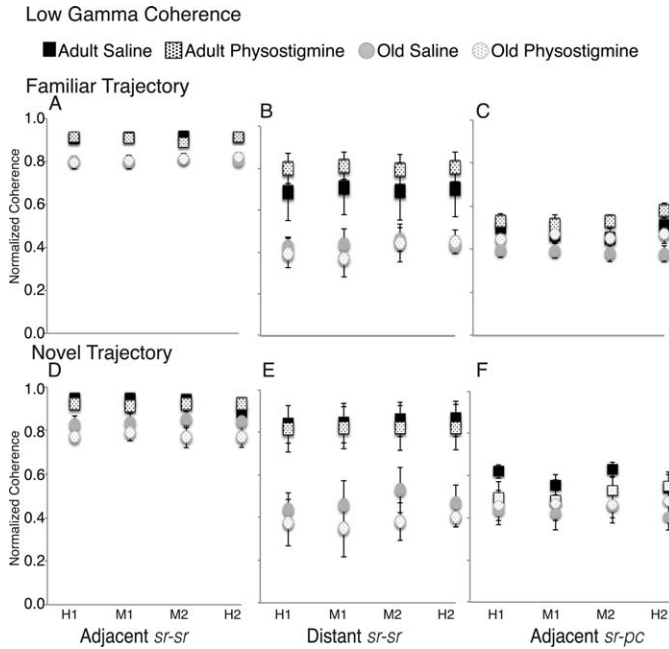 Low Gamma Coherence
Adult Saline Adult Physostigmine Old Saline Old Physostigmine
Familiar Trajectory
A B C
Normalized Coherence
1.0
0.8
0.6
0.4
0.2
0.0
Novel Trajectory
D E F
Normalized Coherence
1.0
0.8
0.6
0.4
0.2
0.0
H1 M1 M2 H2 H1 M1 M2 H2 H1 M1 M2 H2
Adjacent sr-sr Distant sr-sr Adjacent sr-pc